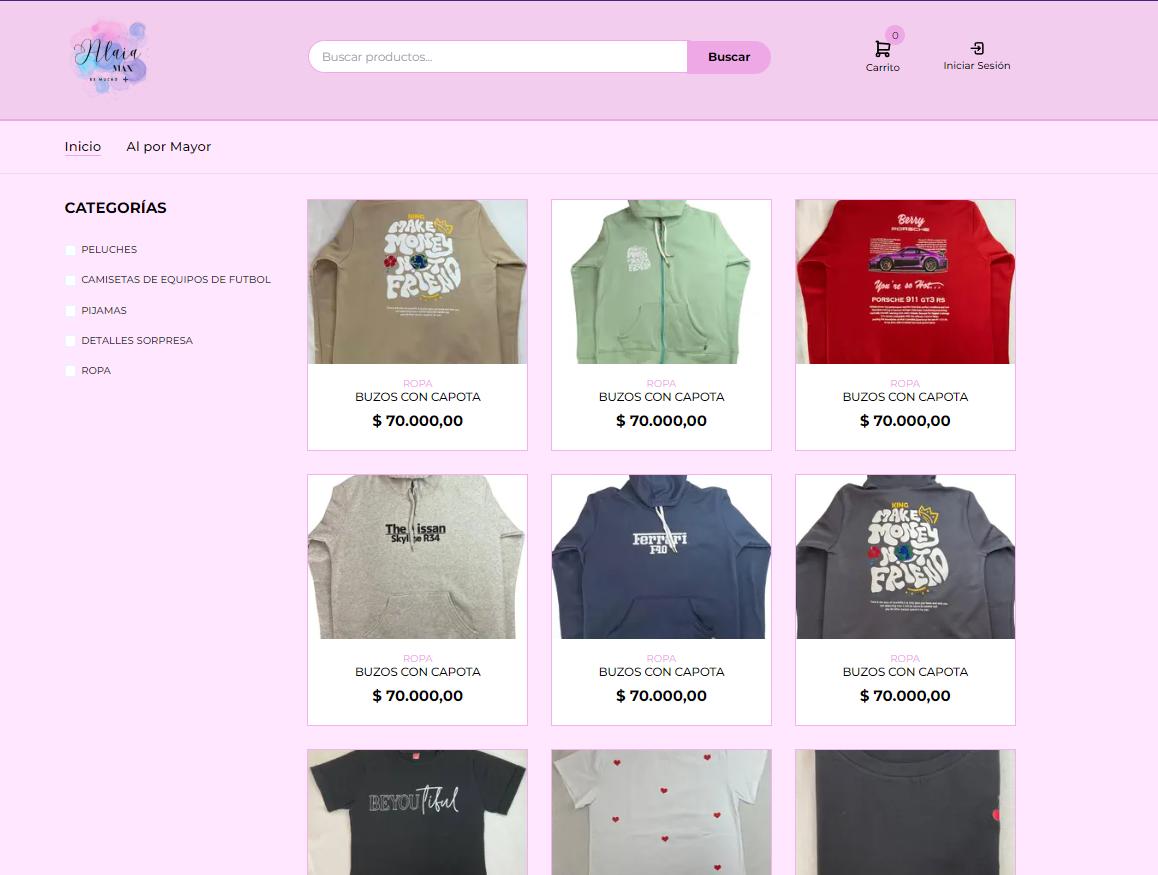 Alaia
MAX
ES MUCHO +
Buscar productos...
Buscar
0
Carrito
Iniciar Sesión
Inicio
Al por Mayor
CATEGORÍAS
PELUCHES
CAMISETAS DE EQUIPOS DE FUTBOL
PIJAMAS
DETALLES SORPRESA
ROPA
KING
MAKE
MONEY
NOT
FRIEND
Berry
PORSCHE
You're so Hot...
PORSCHE 911 GT3 RS
ROPA
BUZOS CON CAPOTA
$ 70.000,00
ROPA
BUZOS CON CAPOTA
$ 70.000,00
ROPA
BUZOS CON CAPOTA
$ 70.000,00
The issan
Sky e R34
Ferrari
F40
KING
MAKE
MONEY
NOT
FRIEND
ROPA
BUZOS CON CAPOTA
$ 70.000,00
ROPA
BUZOS CON CAPOTA
$ 70.000,00
ROPA
BUZOS CON CAPOTA
$ 70.000,00
BEYOUtiful